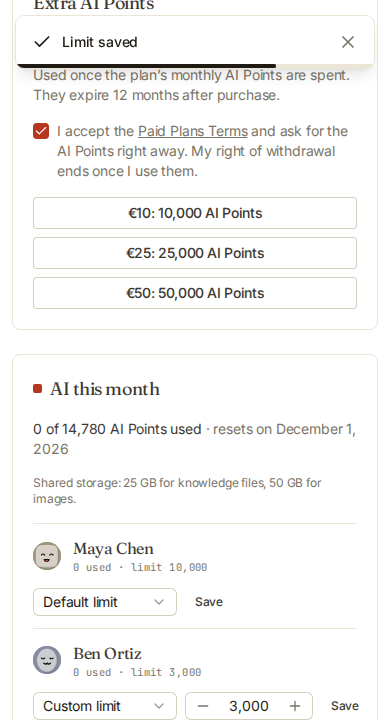 Extra AI Points
Limit saved
Used once the plan's monthly AI Points are spent.
They expire 12 months after purchase.
I accept the Paid Plans Terms and ask for the
AI Points right away. My right of withdrawal
ends once I use them.
€10: 10,000 AI Points
€25: 25,000 AI Points
€50: 50,000 AI Points
AI this month
0 of 14,780 AI Points used · resets on December 1,
2026
Shared storage: 25 GB for knowledge files, 50 GB for
images.
Maya Chen
0 used · limit 10,000
Default limit
Save
Ben Ortiz
0 used · limit 3,000
Custom limit
3,000
Save